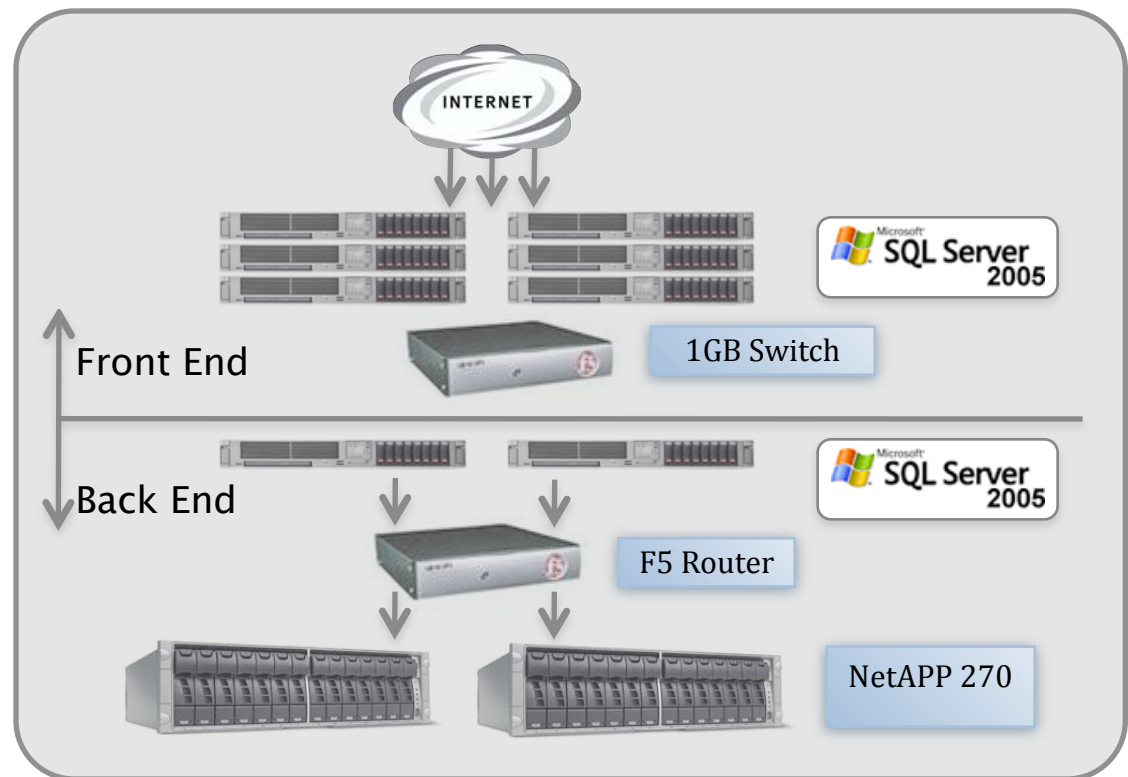 INTERNET
Microsoft
SQL Server
2005
1GB Switch
Front End
Back End
Microsoft
SQL Server
2005
F5 Router
NetAPP 270